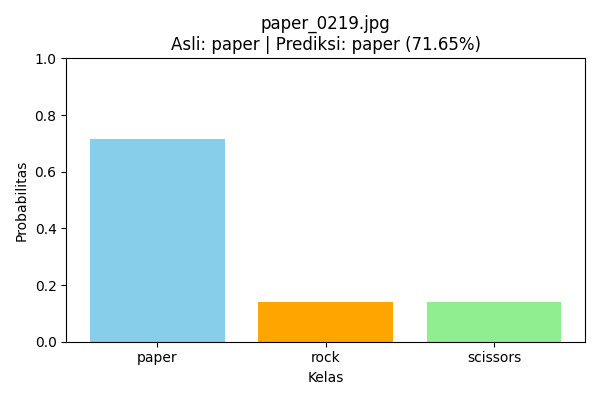 paper_0219.jpg
Asli: paper | Prediksi: paper (71.65%)
1.0
0.8
0.6
0.4
0.2
0.0
Probabilitas
paper rock scissors
Kelas